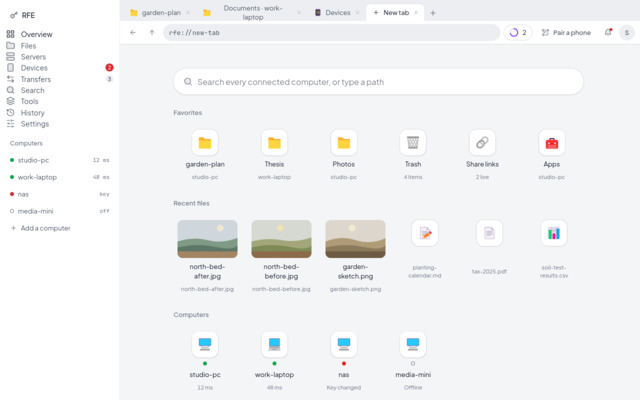 RFE
Overview
Files
Servers
Devices 2
Transfers 3
Search
Tools
History
Settings
Computers
studio-pc 12 ms
work-laptop 48 ms
nas key
media-mini off
Add a computer
garden-plan
Documents · work-laptop
Devices
New tab
rfe://new-tab
2
Pair a phone
S
Search every connected computer, or type a path
Favorites
garden-plan
studio-pc
Thesis
work-laptop
Photos
studio-pc
Trash
4 items
Share links
2 live
Apps
studio-pc
Recent files
north-bed-
after.jpg
north-bed-after.jpg
north-bed-
before.jpg
north-bed-before.jpg
garden-
sketch.png
garden-sketch.png
planting-
calendar.md
tax-2025.pdf
soil-test-
results.csv
Computers
studio-pc
12 ms
work-laptop
48 ms
nas
Key changed
media-mini
Offline